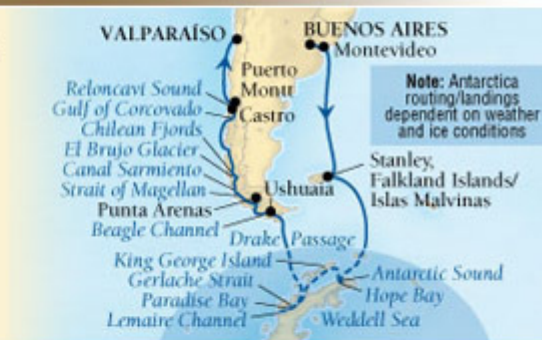 VALPARAÍSO
BUENOS AIRES
Montevideo
Puerto
Montt
Note: Antarctica
routing/landings
dependent on weather
and ice conditions
Reloncaví Sound
Gulf of Corcovado
Castro
Chilean Fjords
El Brujo Glacier
Canal Sarmiento
Strait of Magellan
Punta Arenas
Beagle Channel
Ushuaia
Stanley,
Falkland Islands/
Islas Malvinas
Drake Passage
King George Island
Gerlache Strait
Paradise Bay
Lemaire Channel
Antarctic Sound
Hope Bay
Weddell Sea